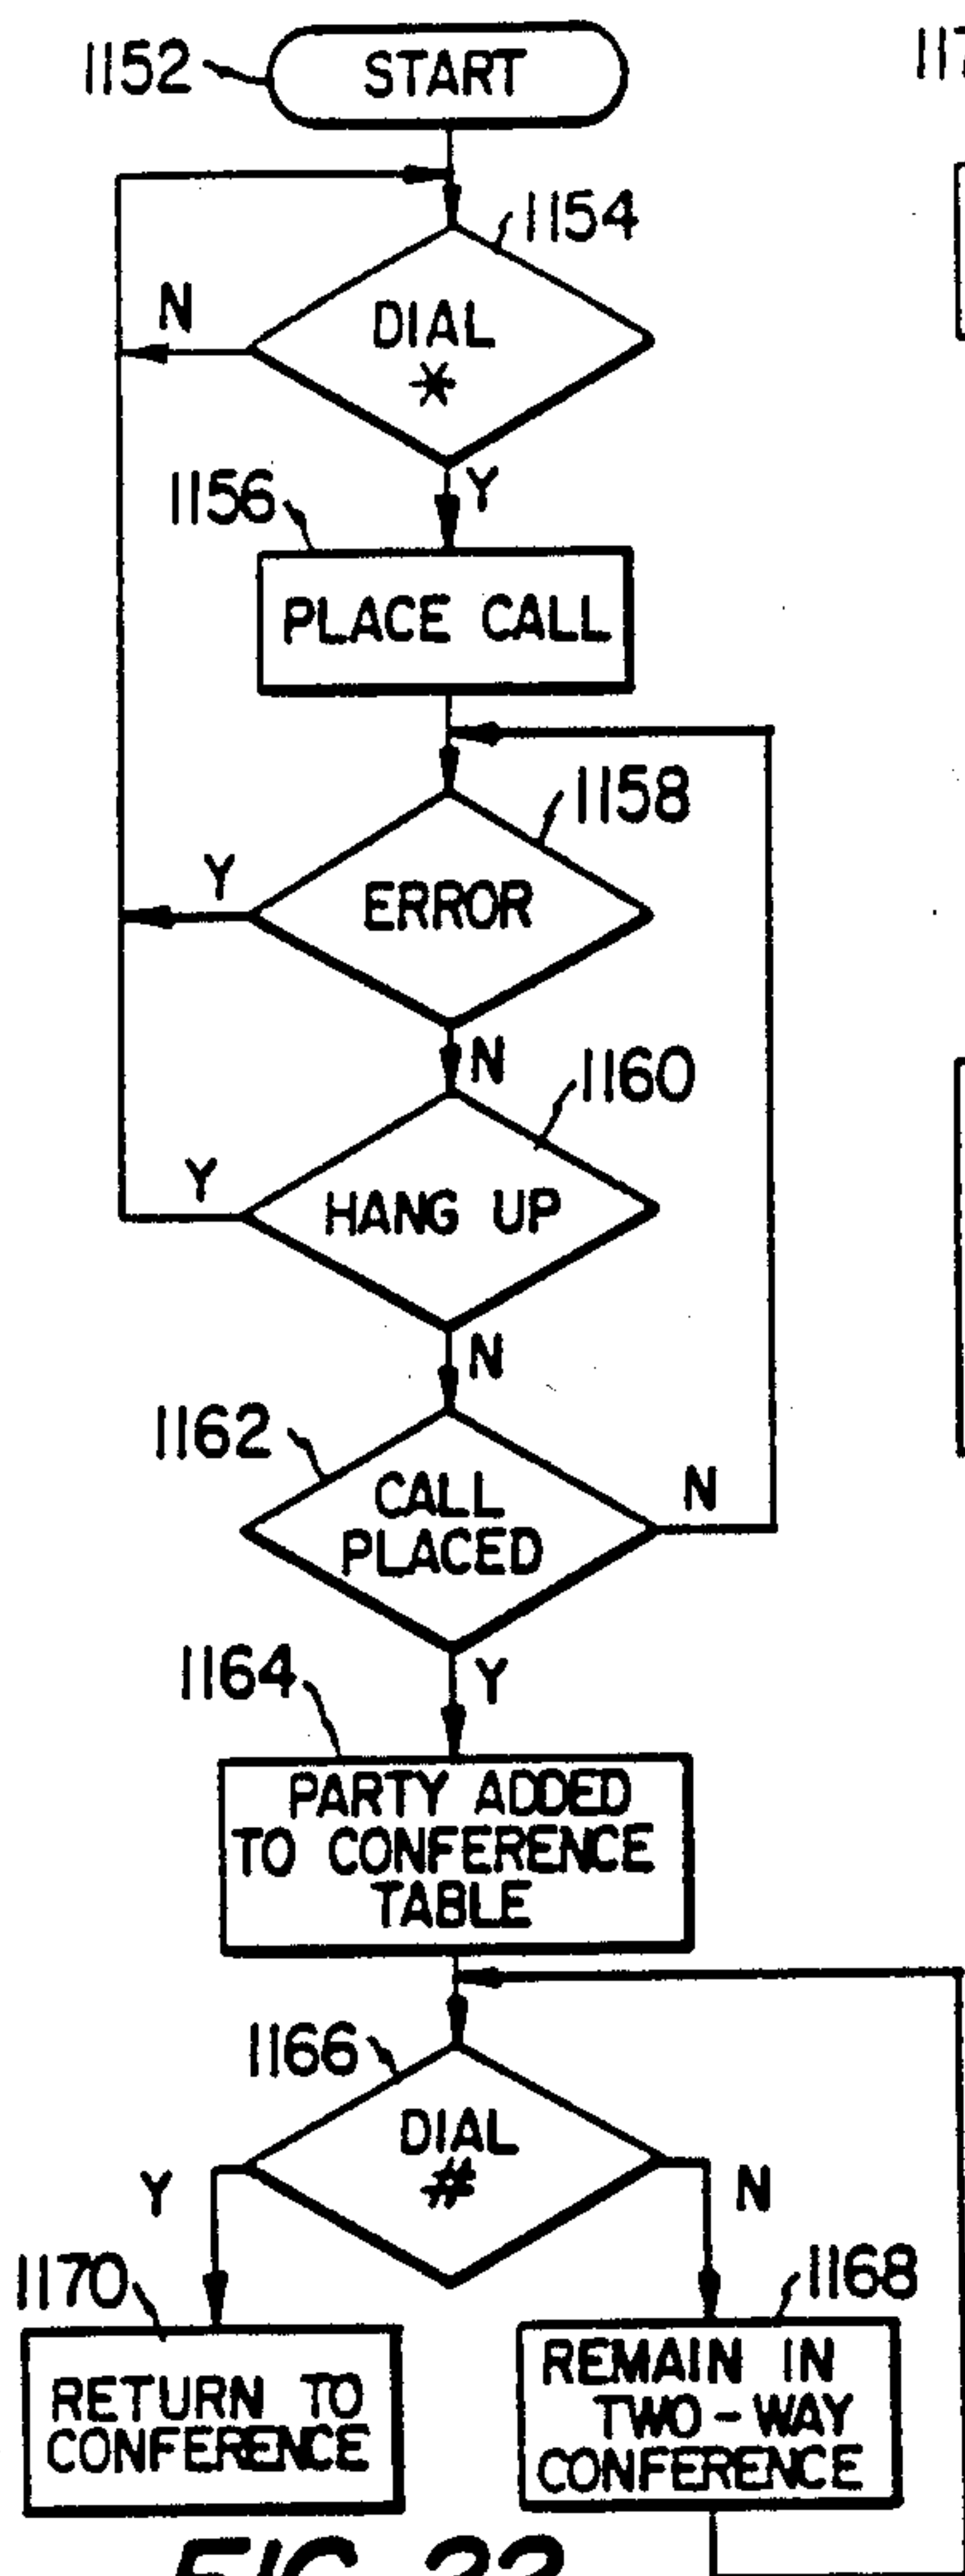 1152
START
117
1154
N
DIAL
*
1156
Y
PLACE CALL
1158
Y
ERROR
N
1160
Y
HANG UP
N
1162
CALL
PLACED
N
1164
Y
PARTY ADDED
TO CONFERENCE
TABLE
1166
DIAL
#
Y
N
1170
1168
RETURN TO
CONFERENCE
REMAIN IN
TWO-WAY
CONFERENCE